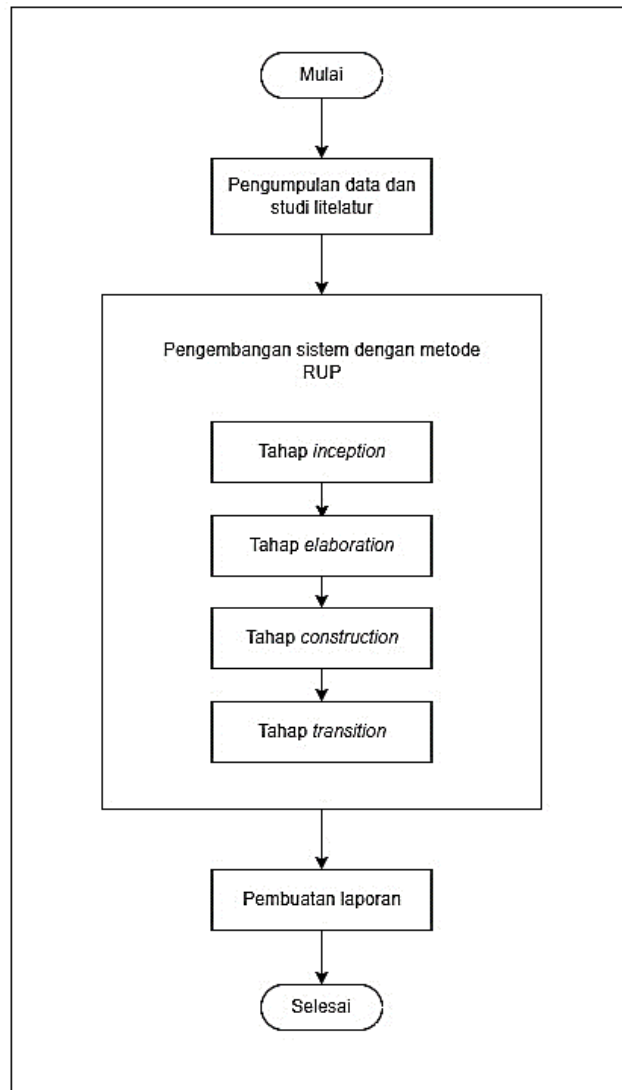 Mulai
Pengumpulan data dan
studi litelatur
Pengembangan sistem dengan metode
RUP
Tahap inception
Tahap elaboration
Tahap construction
Tahap transition
Pembuatan laporan
Selesai